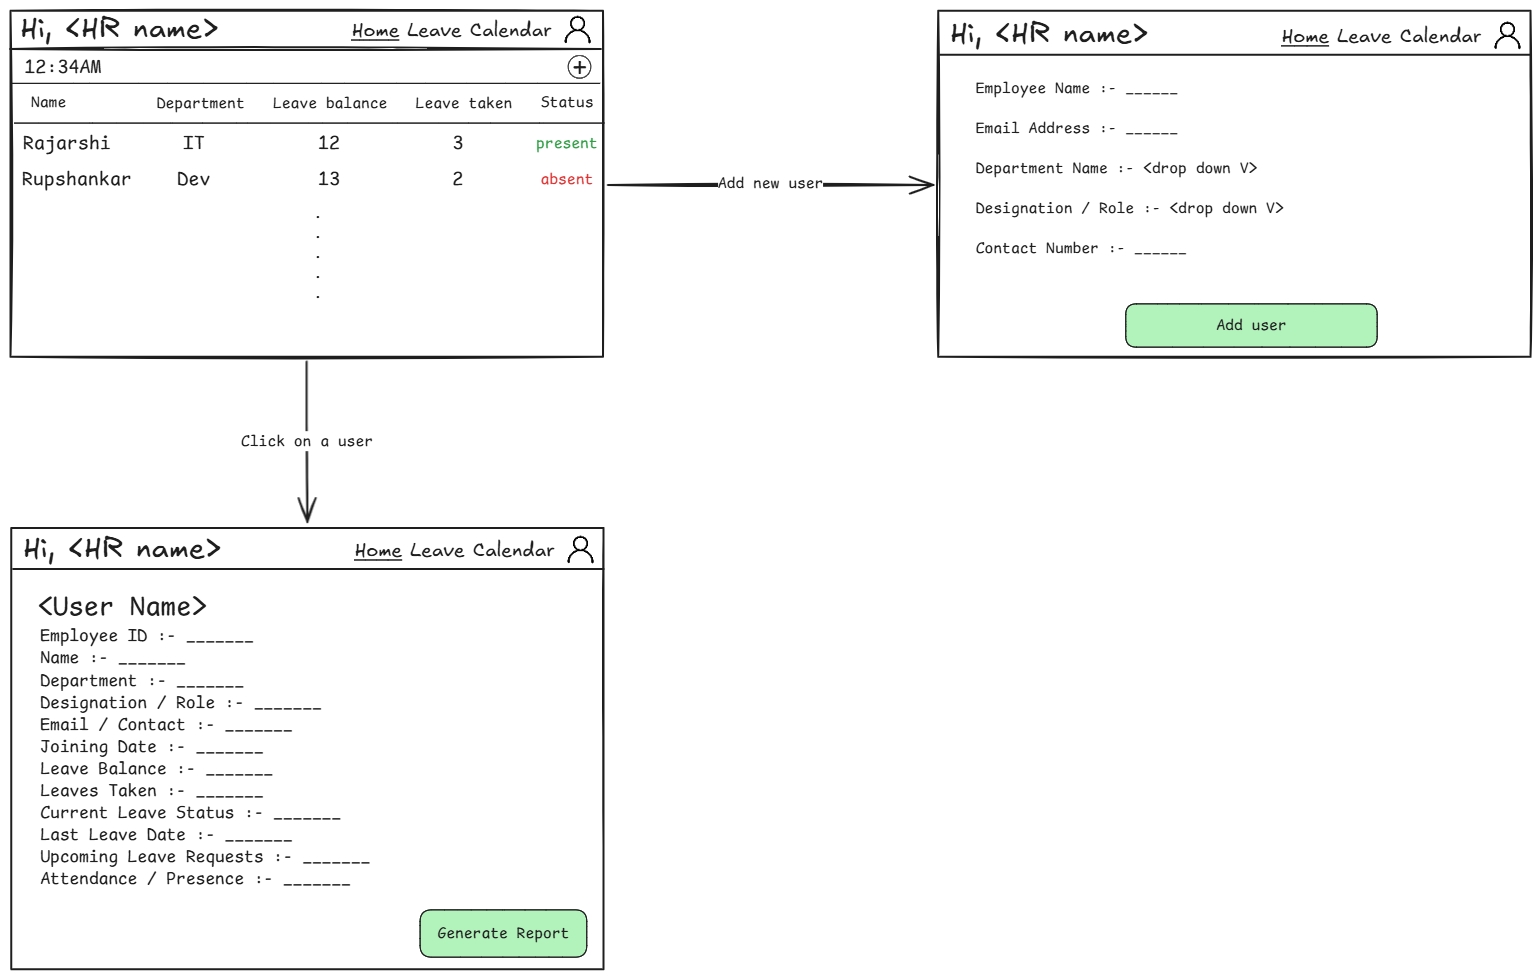 Hi, <HR name> Home Leave Calendar
12:34AM
Name Department Leave balance Leave taken Status
Rajarshi IT 12 3 present
Rupshankar Dev 13 2 absent
.
.
.
.
.
Add new user
Hi, <HR name> Home Leave Calendar
Employee Name :- ______
Email Address :- ______
Department Name :- <drop down V>
Designation / Role :- <drop down V>
Contact Number :- ______
Add user
Click on a user
Hi, <HR name> Home Leave Calendar
<User Name>
Employee ID :- _______
Name :- _______
Department :- _______
Designation / Role :- _______
Email / Contact :- _______
Joining Date :- _______
Leave Balance :- _______
Leaves Taken :- _______
Current Leave Status :- _______
Last Leave Date :- _______
Upcoming Leave Requests :- _______
Attendance / Presence :- _______
Generate Report